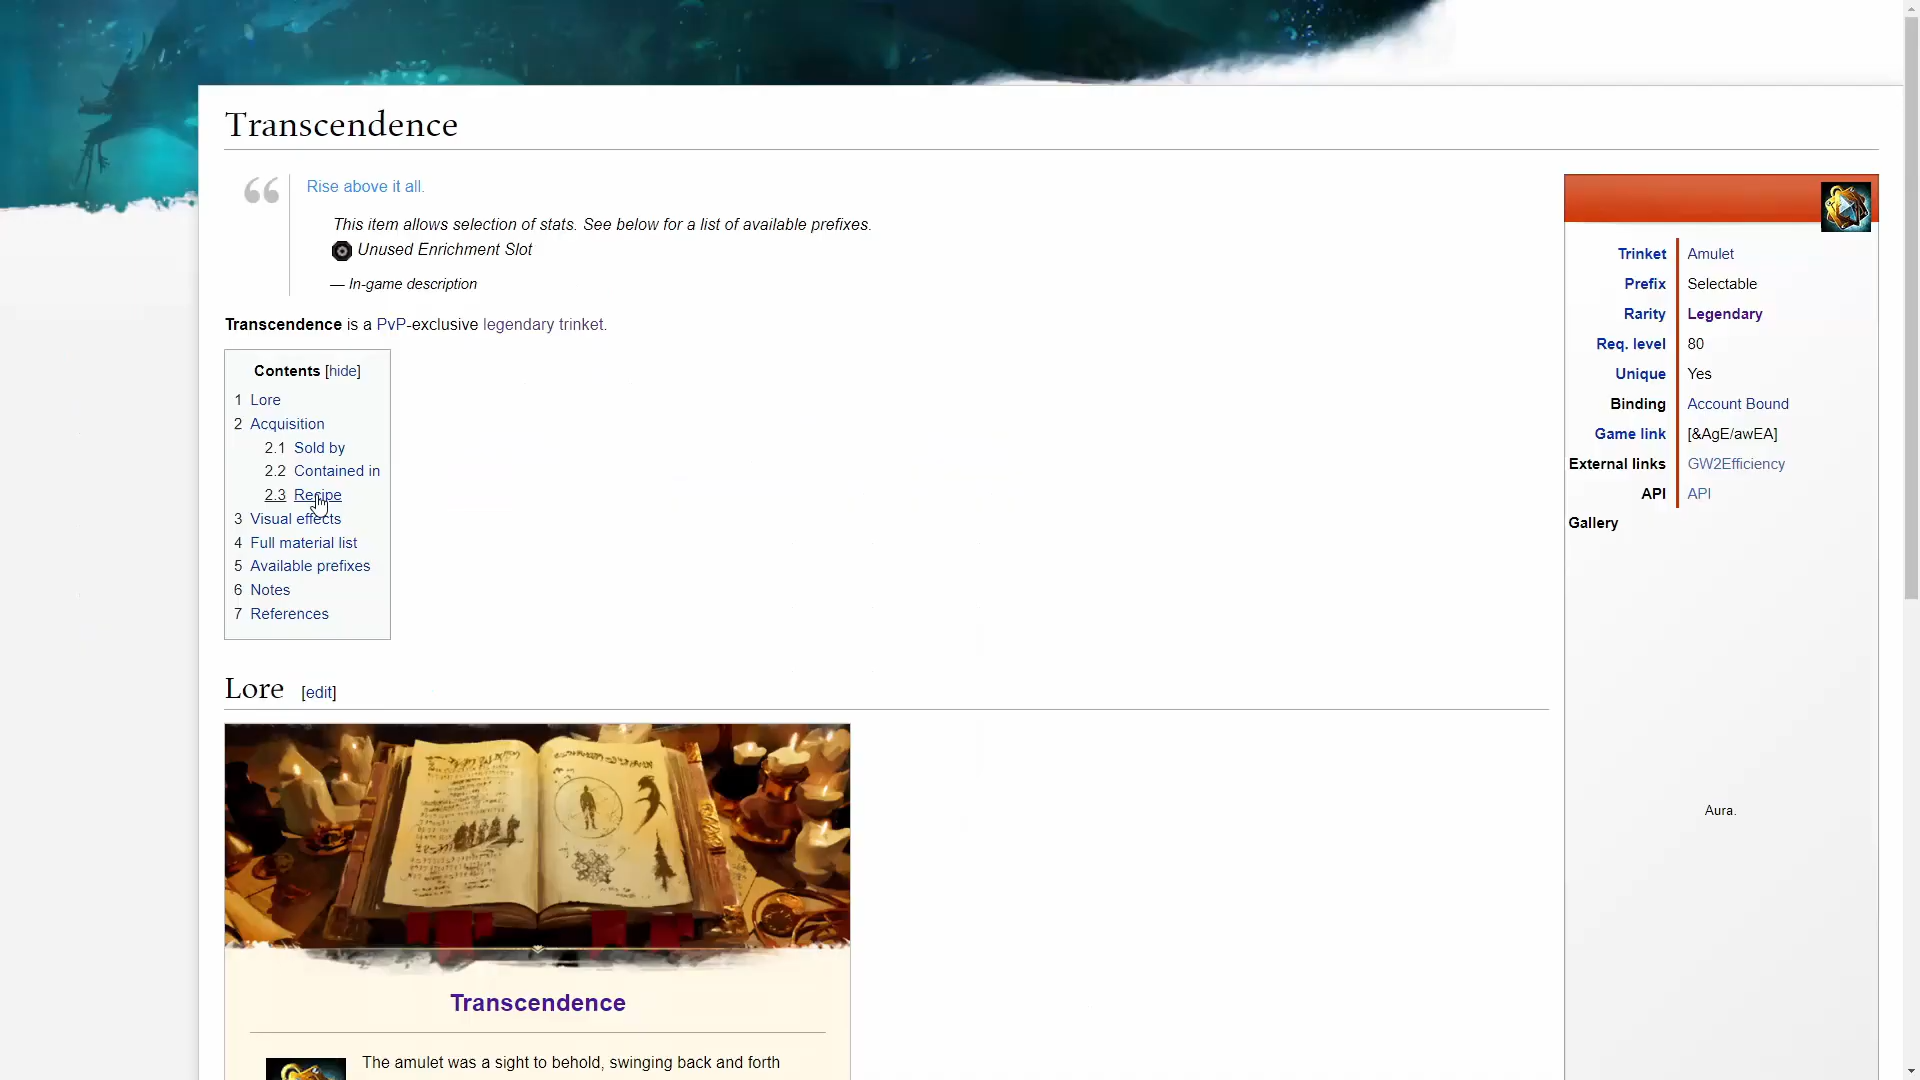 Transcendence
Rise above it all.
This item allows selection of stats. See below for a list of available prefixes.
Unused Enrichment Slot
— In-game description
Transcendence is a PvP-exclusive legendary trinket.
Contents [hide]
1 Lore
2 Acquisition
2.1 Sold by
2.2 Contained in
2.3 Recipe
3 Visual effects
4 Full material list
5 Available prefixes
6 Notes
7 References
Lore [edit]
Transcendence
The amulet was a sight to behold, swinging back and forth
Trinket Amulet
Prefix Selectable
Rarity Legendary
Req. level 80
Unique Yes
Binding Account Bound
Game link [&AgE/awEA]
External links GW2Efficiency
API API
Gallery
Aura.